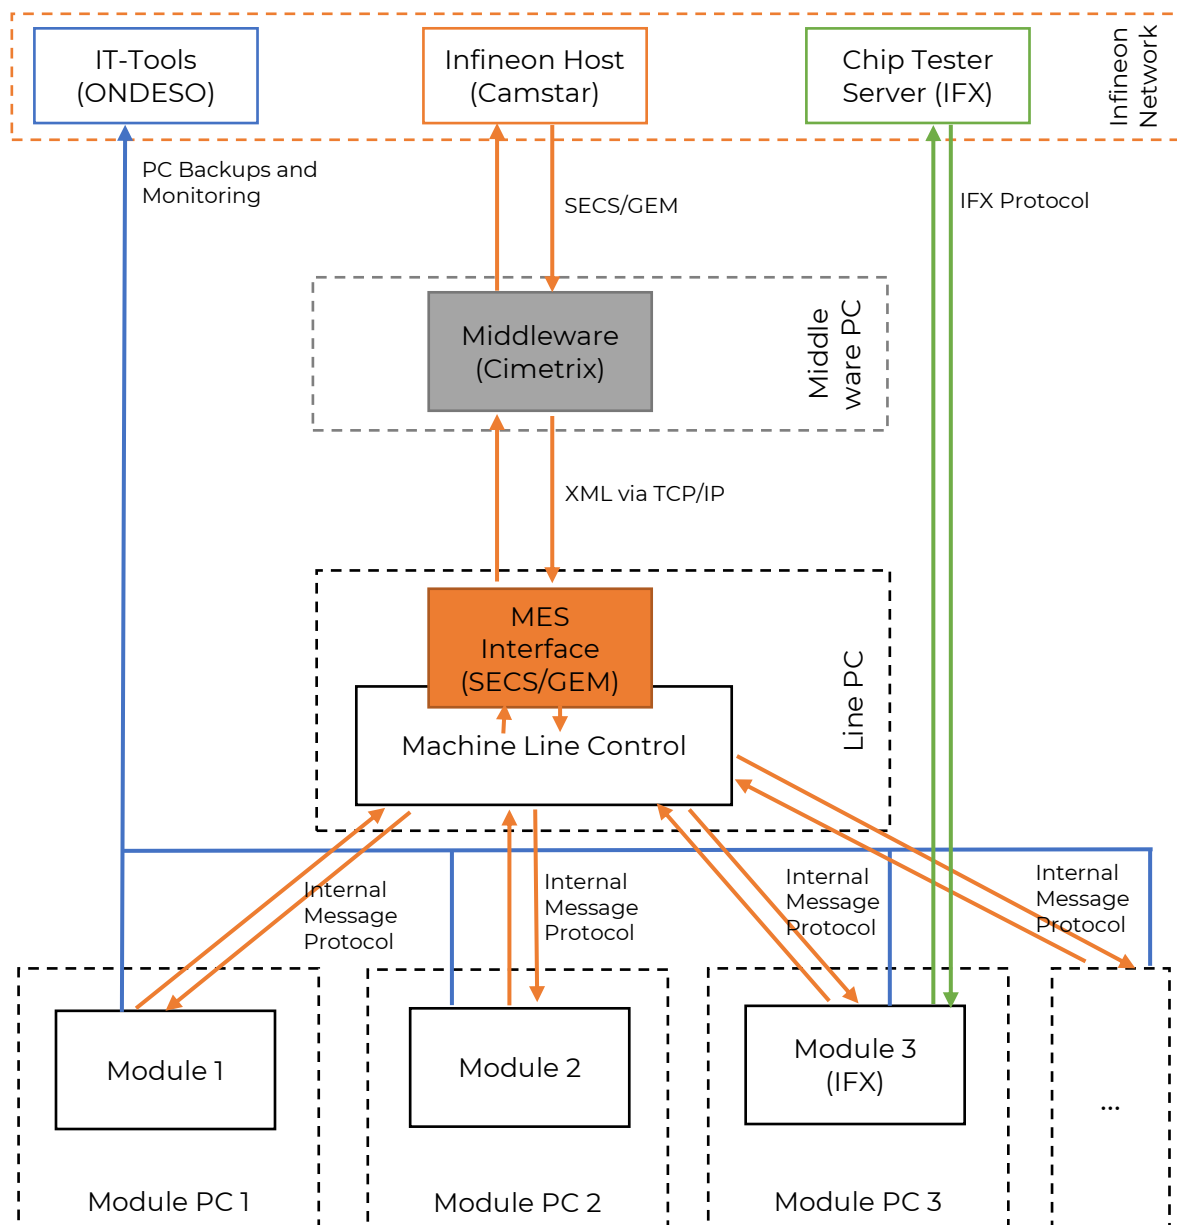 IT-Tools
(ONDESO)
Infineon Host
(Camstar)
Chip Tester
Server (IFX)
Infineon
Network
PC Backups and
Monitoring
SECS/GEM
IFX Protocol
Middleware
(Cimetrix)
Middle
ware PC
XML via TCP/IP
MES
Interface
(SECS/GEM)
Machine Line Control
Line PC
Internal
Message
Protocol
Internal
Message
Protocol
Internal
Message
Protocol
Internal
Message
Protocol
Module 1
Module 2
Module 3
(IFX)
...
Module PC 1
Module PC 2
Module PC 3